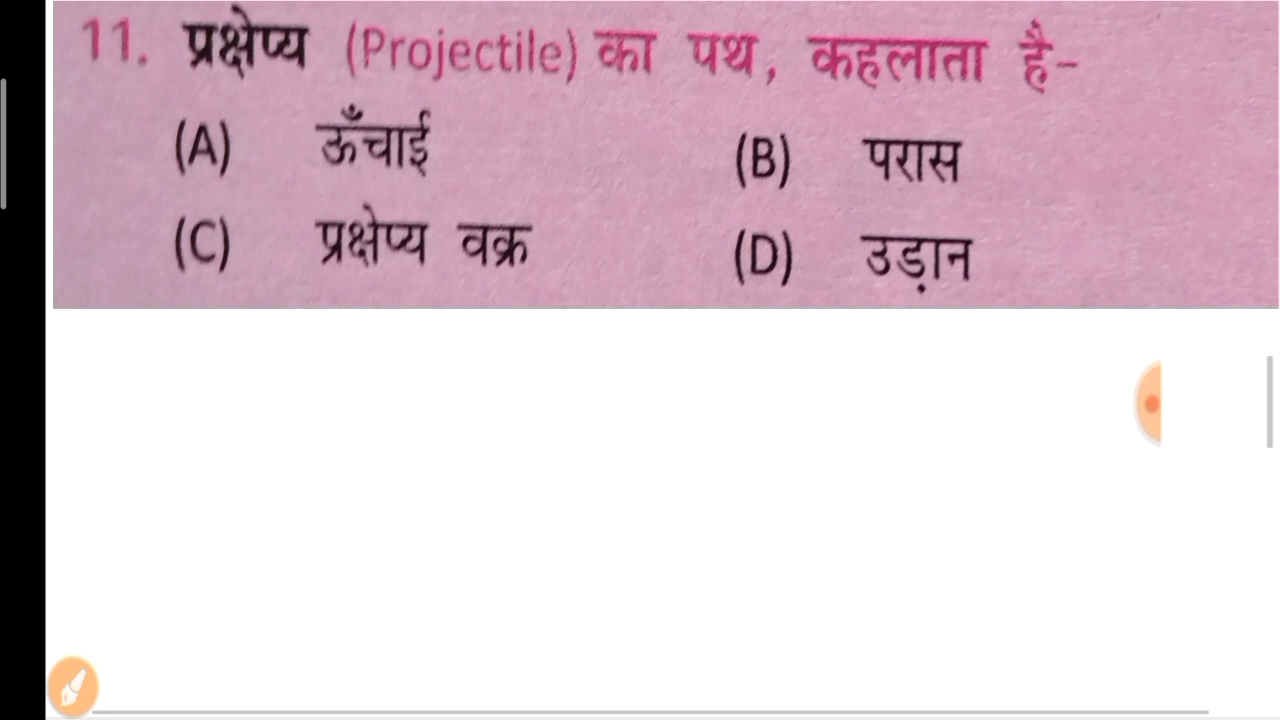 11. प्रक्षेप्य (Projectile) का पथ, कहलाता है-
(A) ऊँचाई (B) परास
(C) प्रक्षेप्य वक्र (D) उड़ान